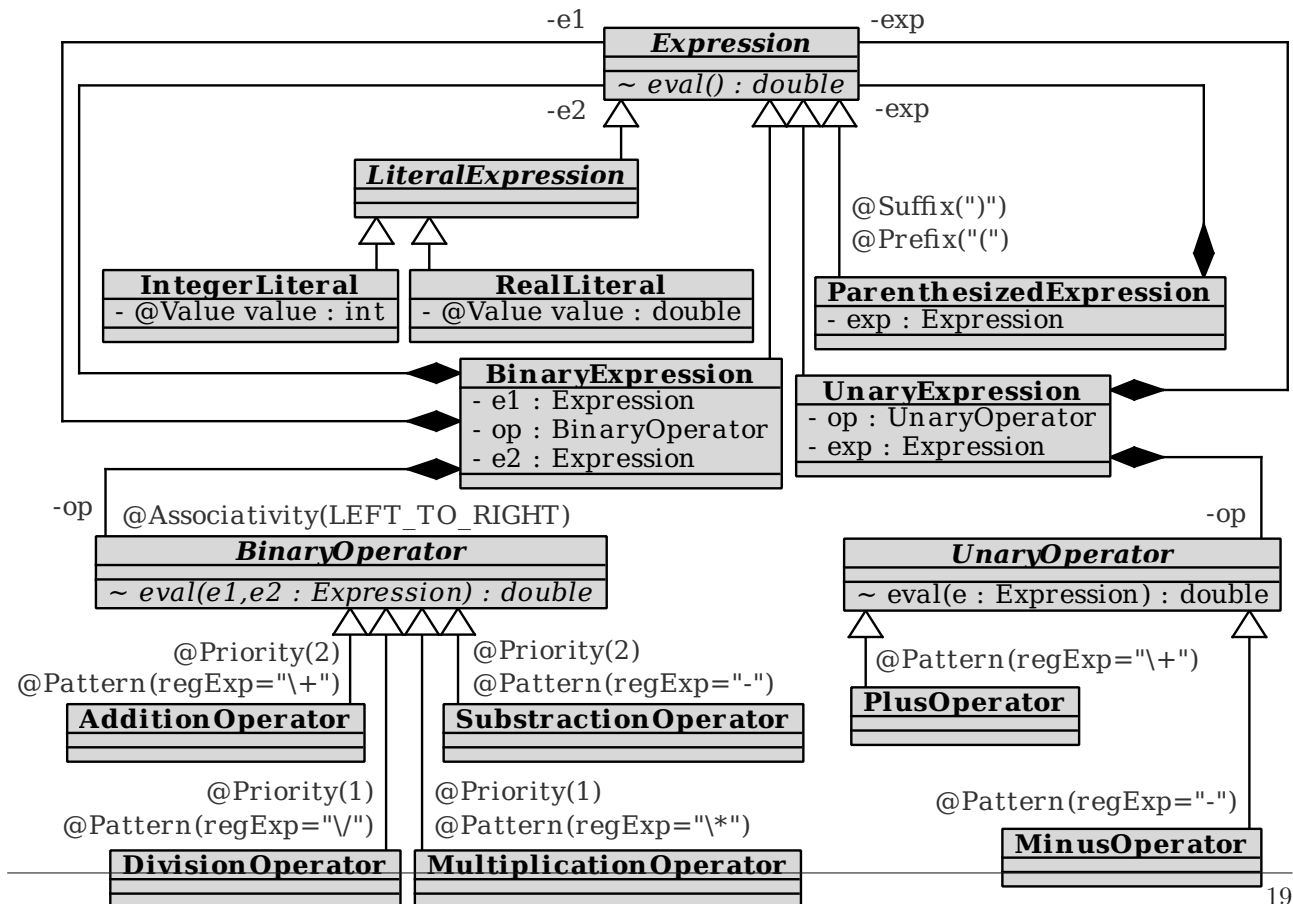 -e1
-exp
Expression
~ eval() : double
-e2
-exp
LiteralExpression
@Suffix(")")
@Prefix("(")
IntegerLiteral
- @Value value : int
RealLiteral
- @Value value : double
ParenthesizedExpression
- exp : Expression
BinaryExpression
- e1 : Expression
- op : BinaryOperator
- e2 : Expression
UnaryExpression
- op : UnaryOperator
- exp : Expression
-op
@Associativity(LEFT_TO_RIGHT)
-op
BinaryOperator
~ eval(e1,e2 : Expression) : double
UnaryOperator
~ eval(e : Expression) : double
@Priority(2)
@Pattern(regExp="\+")
@Priority(2)
@Pattern(regExp="-")
@Pattern(regExp="\+")
AdditionOperator
SubstractionOperator
PlusOperator
@Priority(1)
@Pattern(regExp="\/")
@Priority(1)
@Pattern(regExp="\*")
@Pattern(regExp="-")
DivisionOperator
MultiplicationOperator
MinusOperator
19